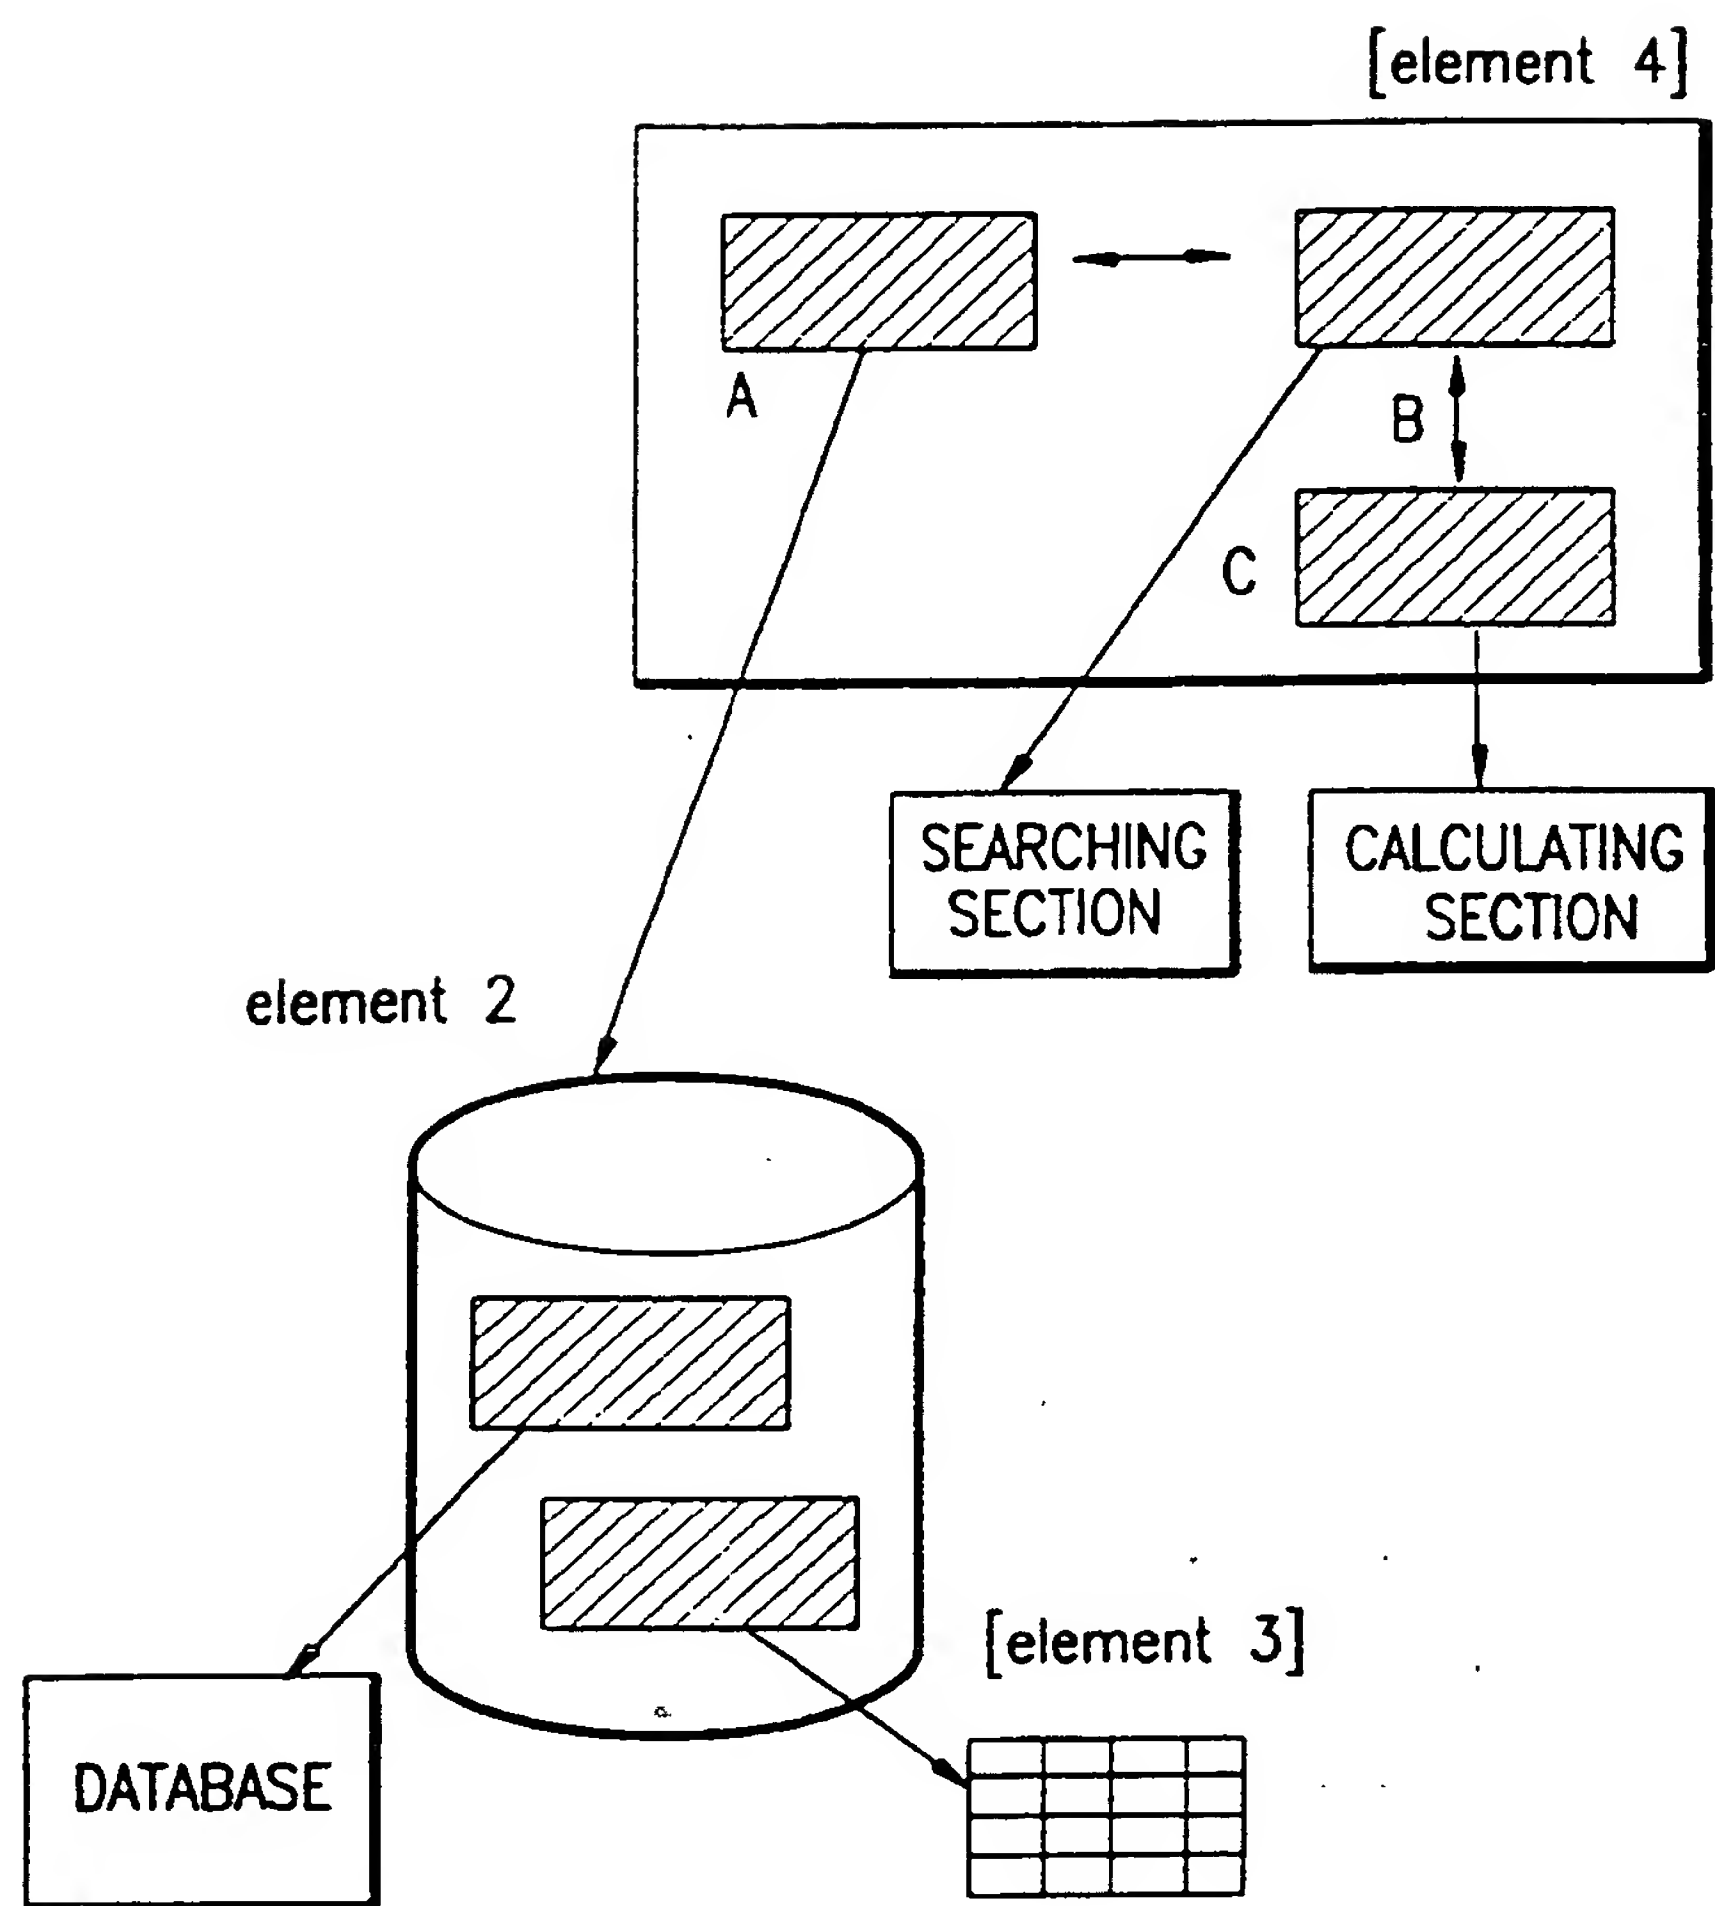 [element 4]
A
B
C
SEARCHING
SECTION
CALCULATING
SECTION
element 2
[element 3]
DATABASE